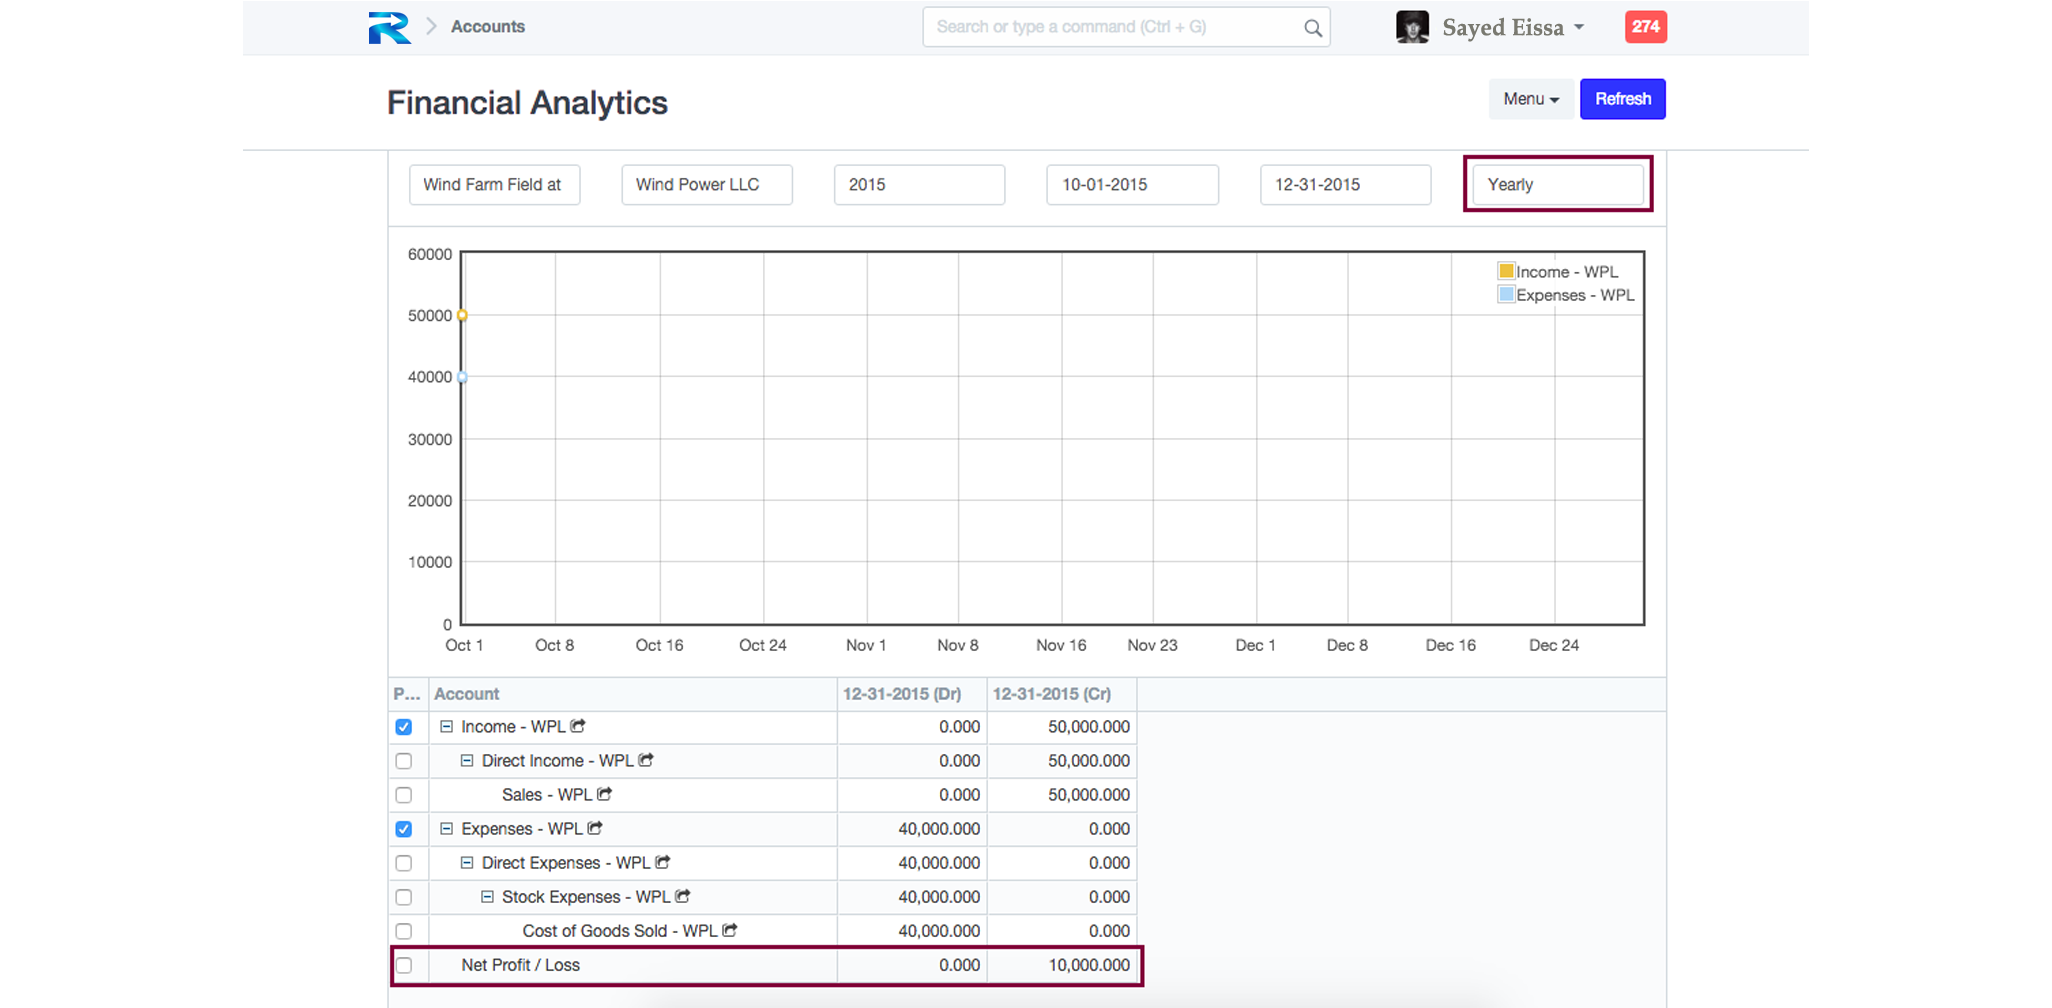 Accounts
Search or type a command (Ctrl + G)
Sayed Eissa
274
Financial Analytics
Menu
Refresh
Wind Farm Field at
Wind Power LLC
2015
10-01-2015
12-31-2015
Yearly
60000
50000
40000
30000
20000
10000
0
Income - WPL
Expenses - WPL
Oct 1 Oct 8 Oct 16 Oct 24 Nov 1 Nov 8 Nov 16 Nov 23 Dec 1 Dec 8 Dec 16 Dec 24
P... Account 12-31-2015 (Dr) 12-31-2015 (Cr)
Income - WPL 0.000 50,000.000
Direct Income - WPL 0.000 50,000.000
Sales - WPL 0.000 50,000.000
Expenses - WPL 40,000.000 0.000
Direct Expenses - WPL 40,000.000 0.000
Stock Expenses - WPL 40,000.000 0.000
Cost of Goods Sold - WPL 40,000.000 0.000
Net Profit / Loss 0.000 10,000.000